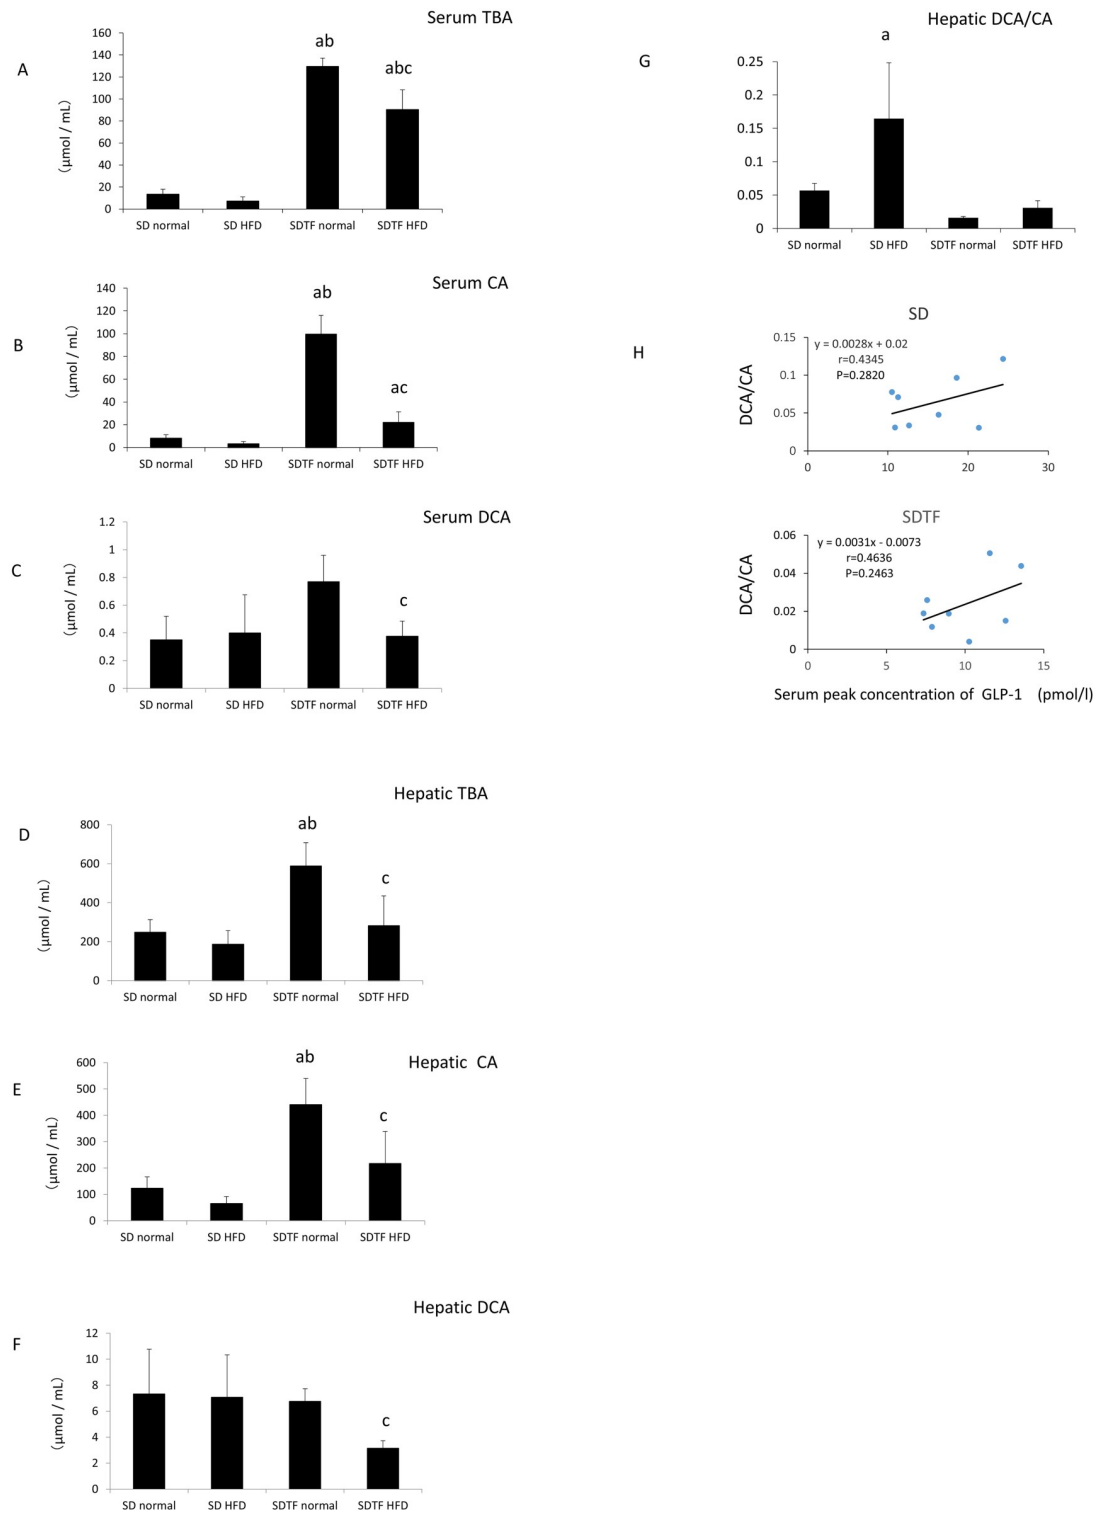 Serum TBA
A
(μmol / mL)
160
140
120
100
80
60
40
20
0
ab
abc
SD normal SD HFD SDTF normal SDTF HFD
Serum CA
B
(μmol / mL)
140
120
100
80
60
40
20
0
ab
ac
SD normal SD HFD SDTF normal SDTF HFD
Serum DCA
C
(μmol / mL)
1.2
1
0.8
0.6
0.4
0.2
0
c
SD normal SD HFD SDTF normal SDTF HFD
Hepatic TBA
D
(μmol / mL)
800
600
400
200
0
ab
c
SD normal SD HFD SDTF normal SDTF HFD
Hepatic CA
E
(μmol / mL)
600
500
400
300
200
100
0
ab
c
SD normal SD HFD SDTF normal SDTF HFD
Hepatic DCA
F
(μmol / mL)
12
10
8
6
4
2
0
c
SD normal SD HFD SDTF normal SDTF HFD
Hepatic DCA/CA
G
a
0.25
0.2
0.15
0.1
0.05
0
SD normal SD HFD SDTF normal SDTF HFD
H
SD
DCA/CA
y = 0.0028x + 0.02
r=0.4345
P=0.2820
0.15
0.1
0.05
0
0 10 20 30
SDTF
DCA/CA
y = 0.0031x - 0.0073
r=0.4636
P=0.2463
0.06
0.04
0.02
0
0 5 10 15
Serum peak concentration of GLP-1 (pmol/l)